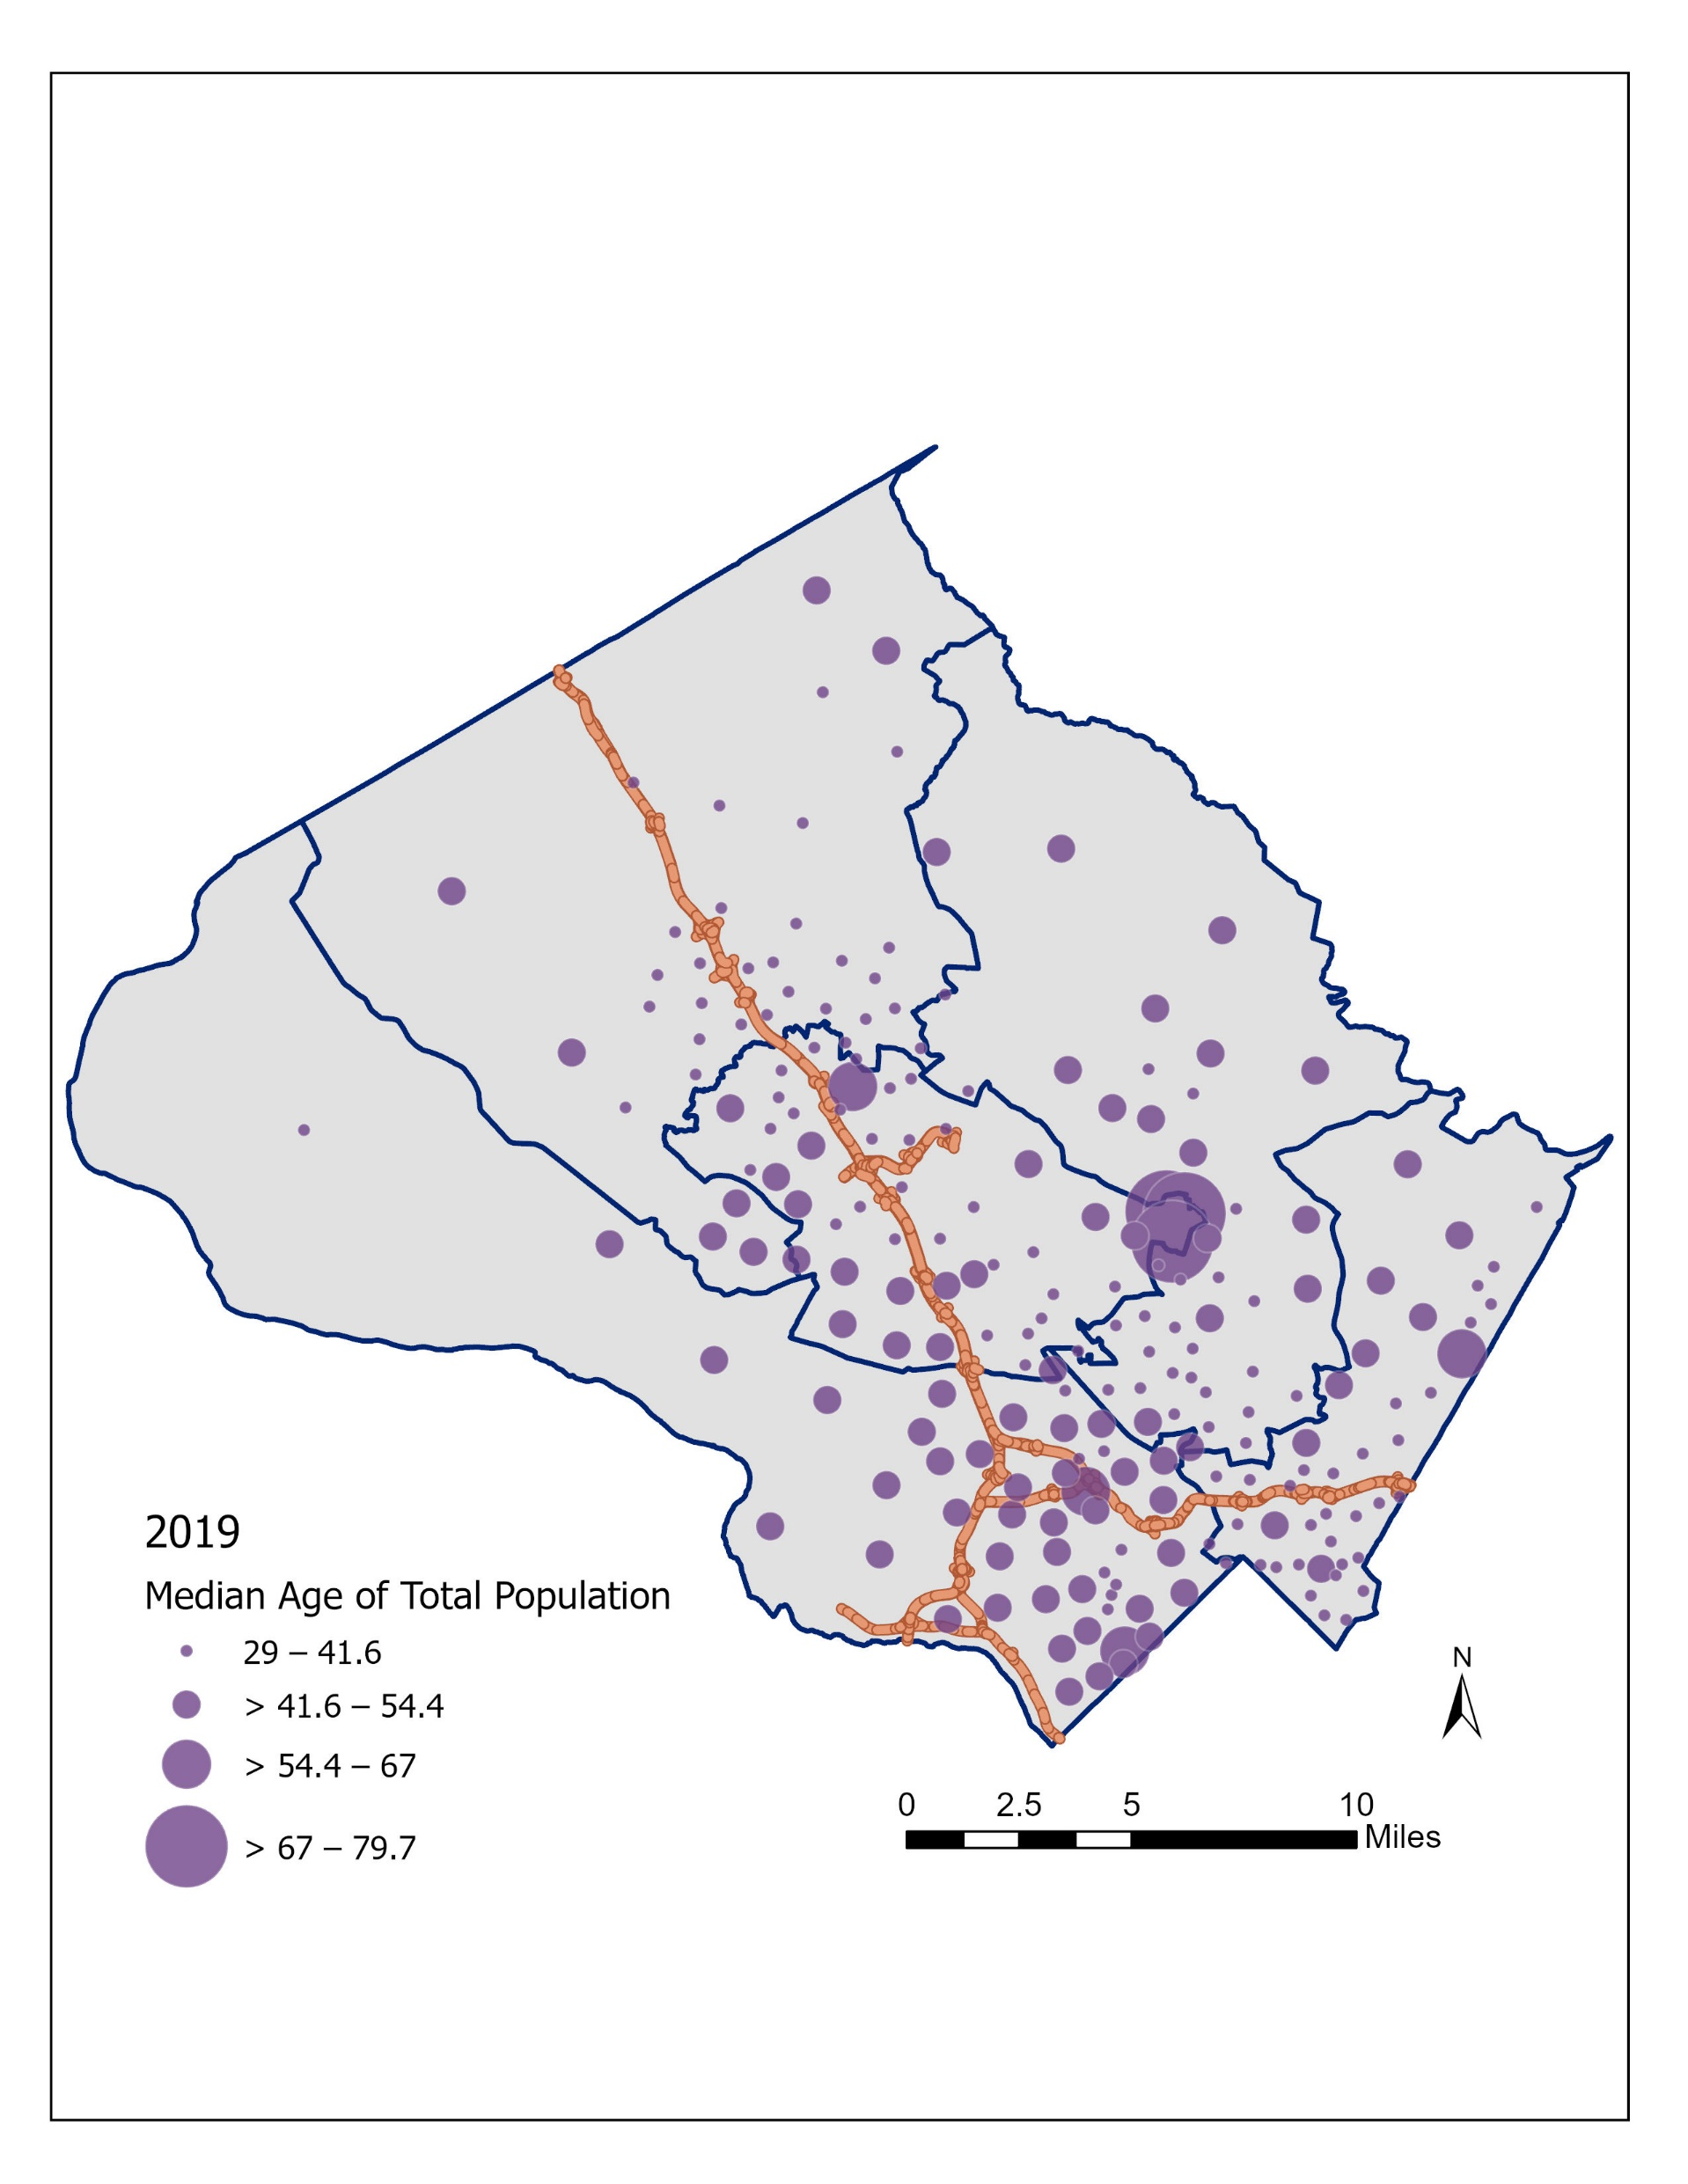 2019
Median Age of Total Population
29 – 41.6
> 41.6 – 54.4
> 54.4 – 67
> 67 – 79.7
N
0 2.5 5 10
Miles